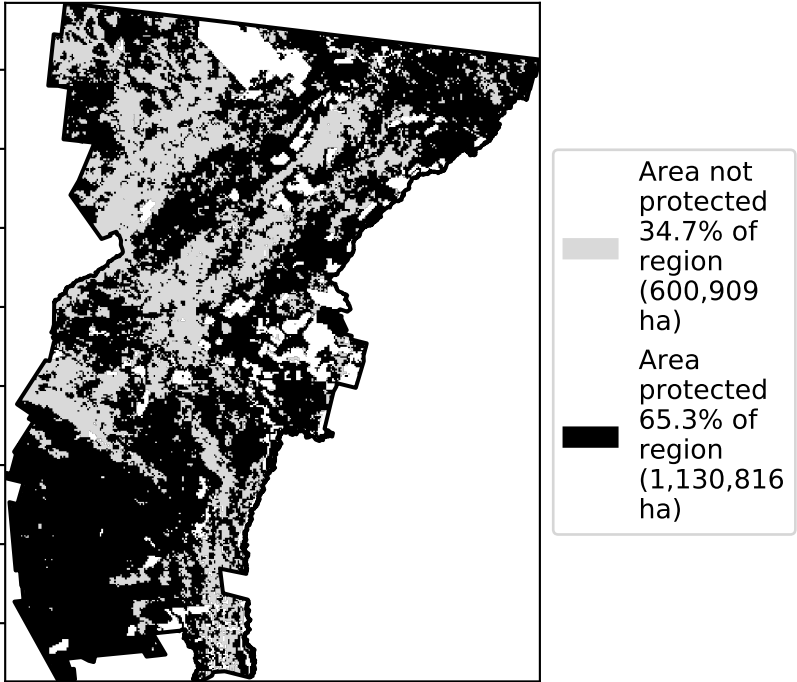 Area not
protected
34.7% of
region
(600,909
ha)
Area
protected
65.3% of
region
(1,130,816
ha)